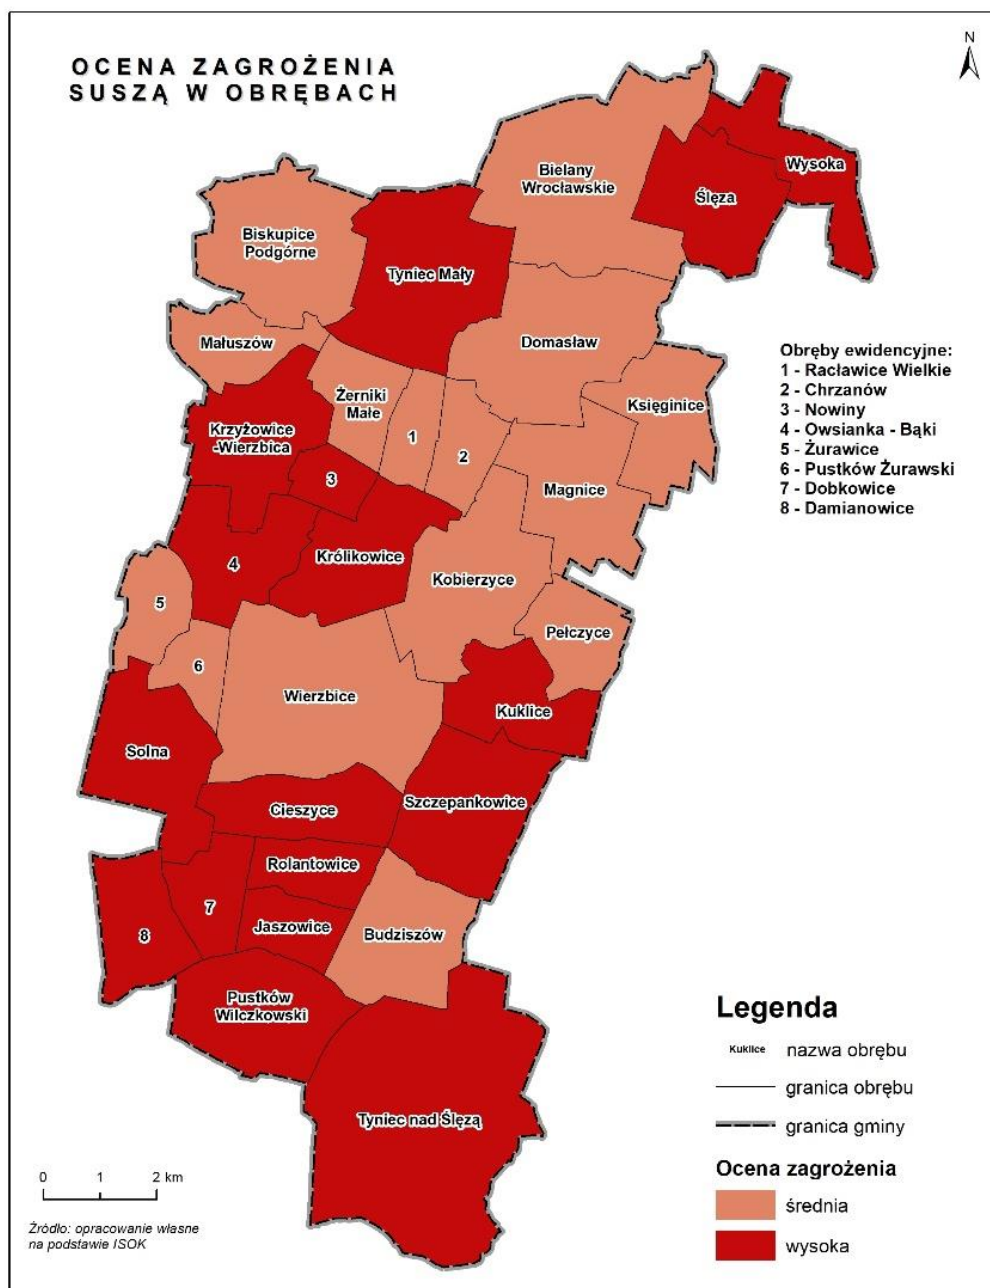 OCENA ZAGROŻENIA
SUSZĄ W OBRĘBACH
N
Bielany
Wrocławskie
Wysoka
Ślęza
Biskupice
Podgórne
Tyniec Mały
Małuszów
Domasław
Żerniki
Małe
Księginice
Krzyżowice
-Wierzbica
1
2
3
Magnice
Królikowice
4
Kobierzyce
5
Pełczyce
6
Wierzbice
Kuklice
Solna
Cieszyce
Szczepankowice
Rolantowice
7
Jaszowice
8
Budziszów
Pustków
Wilczkowski
Tyniec nad Ślęzą
Obręby ewidencyjne:
1 - Racławice Wielkie
2 - Chrzanów
3 - Nowiny
4 - Owsianka - Bąki
5 - Żurawice
6 - Pustków Żurawski
7 - Dobkowice
8 - Damianowice
Legenda
Kuklice nazwa obrębu
granica obrębu
granica gminy
Ocena zagrożenia
średnia
wysoka
0 1 2 km
Źródło: opracowanie własne
na podstawie ISOK